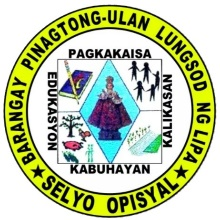 BARANGAY PINAGTONG-ULAN LUNGSOD NG LIPA
PAGKAKAISA
EDUKASYON
KALIKASAN
KABUHAYAN
SELYO OPISYAL